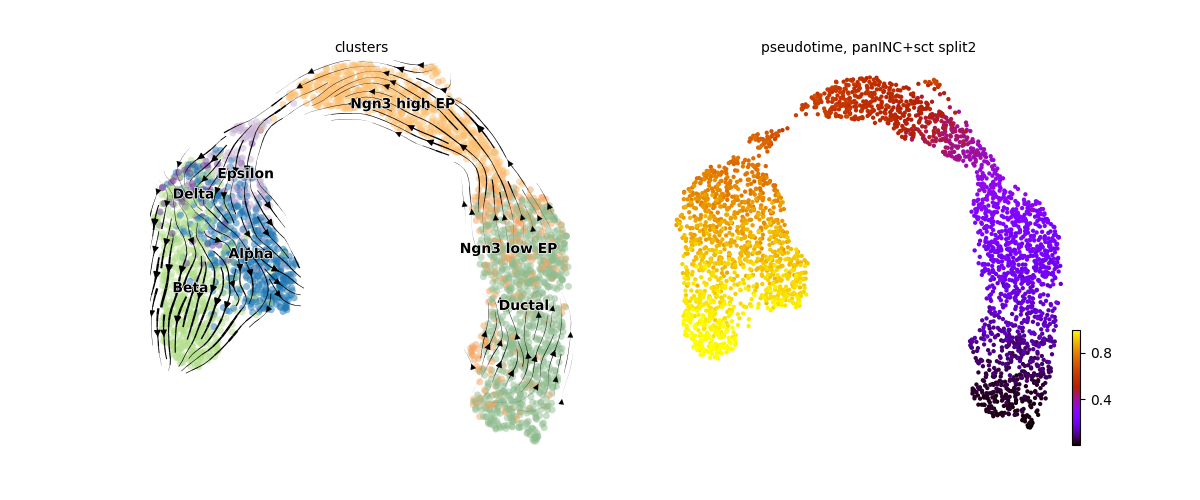 clusters
Ngn3 high EP
Epsilon
Delta
Ngn3 low EP
Alpha
Beta
Ductal
pseudotime, panINC+sct split2
0.8
0.4